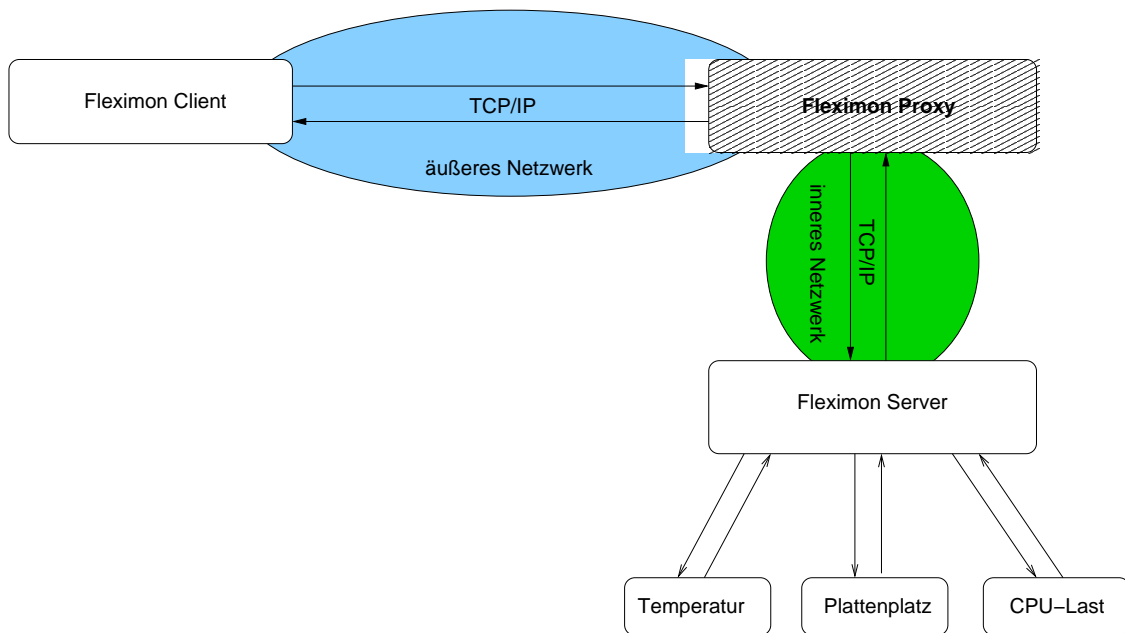 Fleximon Client
TCP/IP
Fleximon Proxy
äußeres Netzwerk
inneres Netzwerk
TCP/IP
Fleximon Server
Temperatur
Plattenplatz
CPU−Last